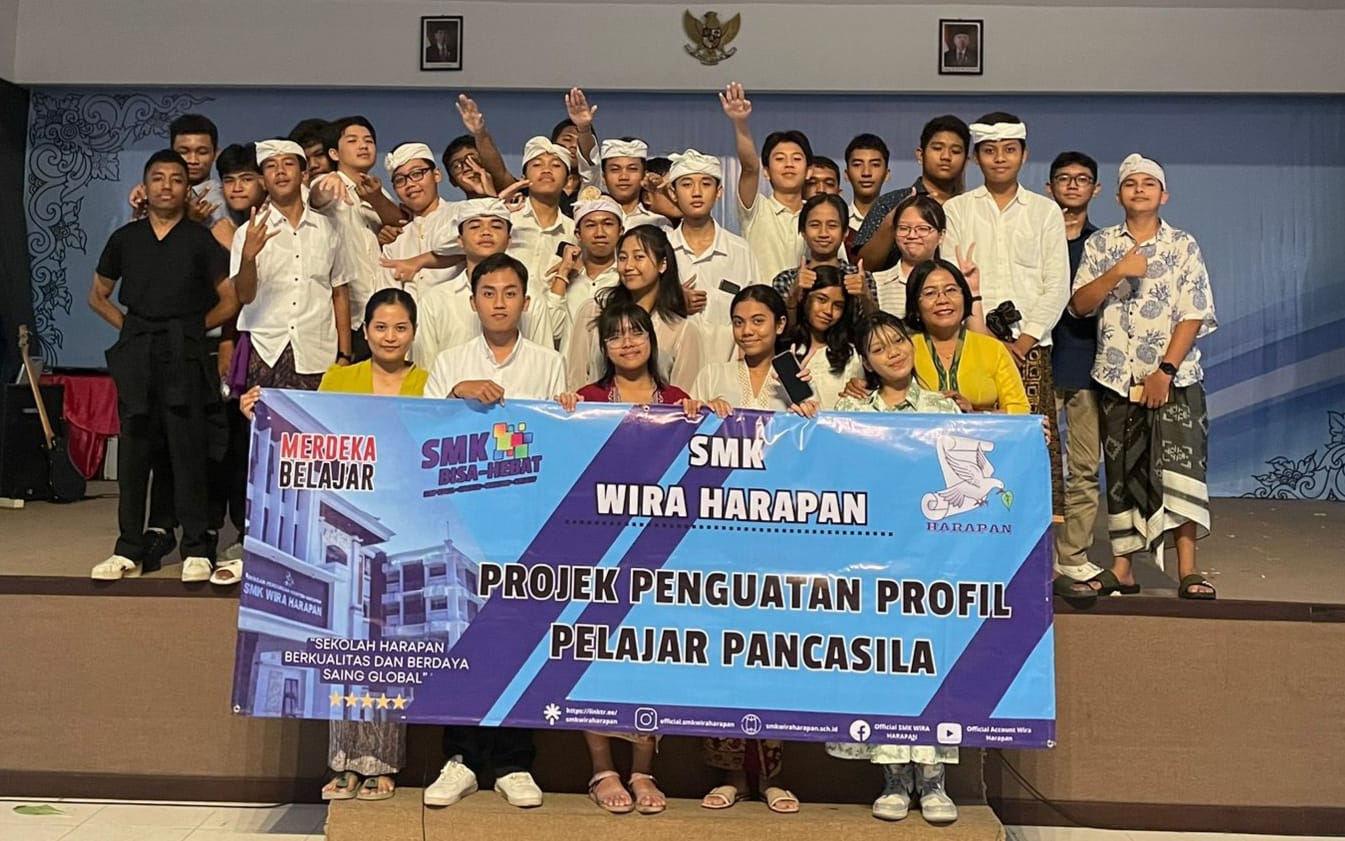 MERDEKA
BELAJAR
SMK
BISA-HEBAT
SMK
WIRA HARAPAN
HARAPAN
PROJEK PENGUATAN PROFIL
PELAJAR PANCASILA
SMK WIRA HARAPAN
"SEKOLAH HARAPAN
BERKUALITAS DAN BERDAYA
SAING GLOBAL"
https://linktr.ee/
smkwiraharapan
official.smkwiraharapan
smkwiraharapan.sch.id
Official SMK WIRA
HARAPAN
Official Account Wira
Harapan